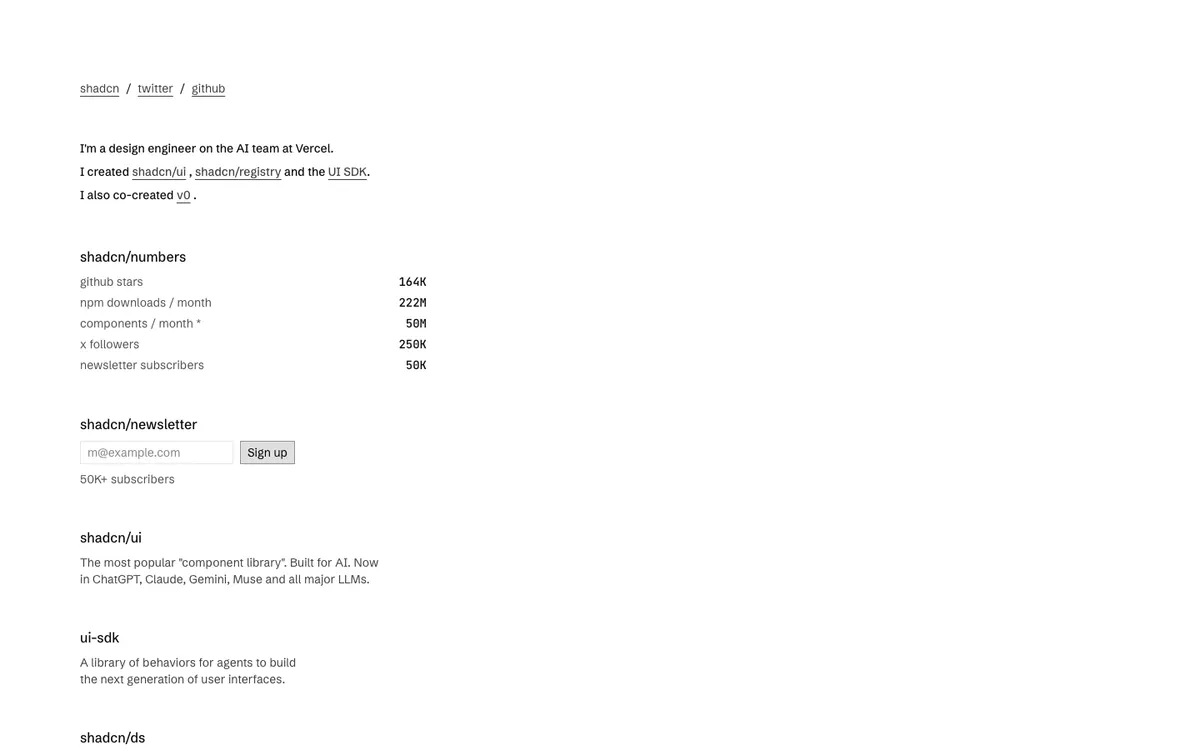 shadcn / twitter / github
I'm a design engineer on the AI team at Vercel.
I created shadcn/ui , shadcn/registry and the UI SDK.
I also co-created v0 .
shadcn/numbers
github stars 164K
npm downloads / month 222M
components / month * 50M
x followers 250K
newsletter subscribers 50K
shadcn/newsletter
m@example.com Sign up
50K+ subscribers
shadcn/ui
The most popular "component library". Built for AI. Now
in ChatGPT, Claude, Gemini, Muse and all major LLMs.
ui-sdk
A library of behaviors for agents to build
the next generation of user interfaces.
shadcn/ds